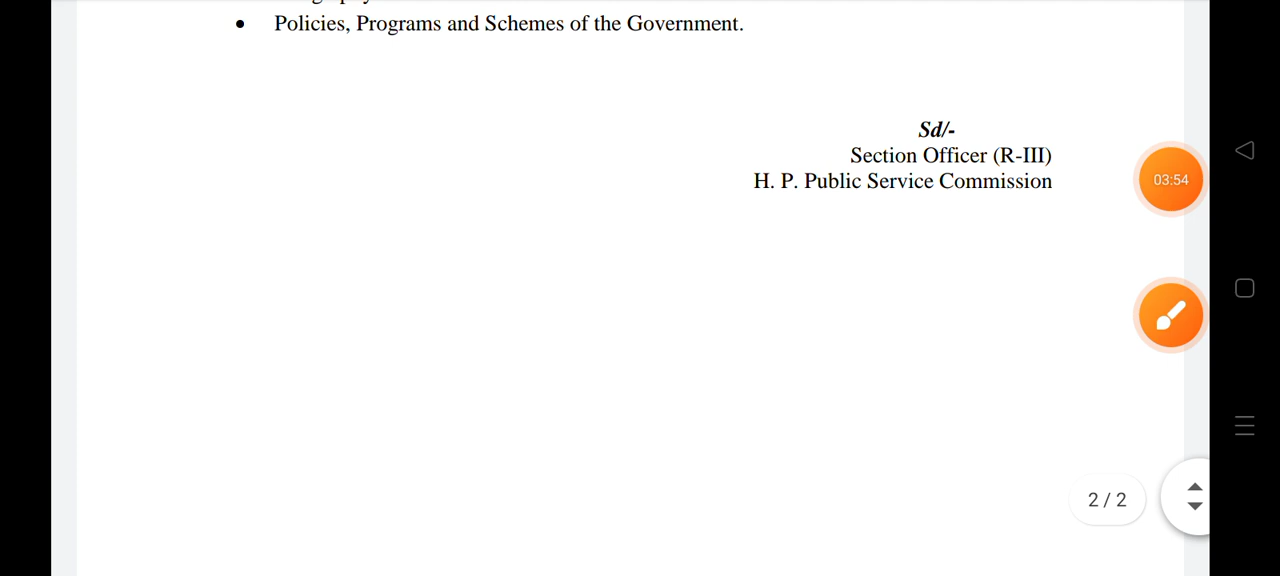 • Policies, Programs and Schemes of the Government.
Sd/-
Section Officer (R-III)
H. P. Public Service Commission
03:54
2 / 2